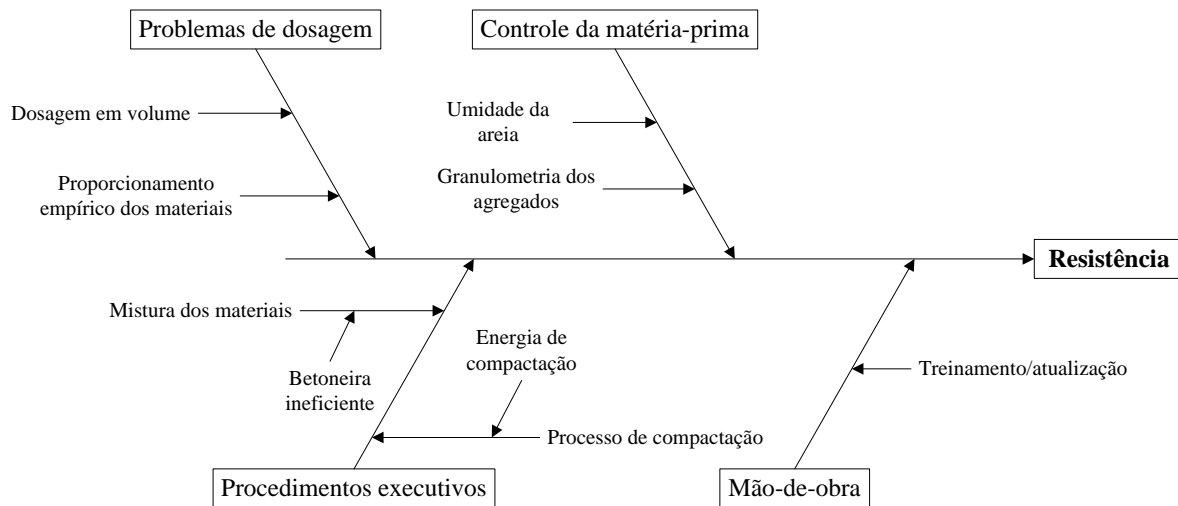 Problemas de dosagem
Controle da matéria-prima
Dosagem em volume
Umidade da
areia
Proporcionamento
empírico dos materiais
Granulometria dos
agregados
Resistência
Mistura dos materiais
Energia de
compactação
Betoneira
ineficiente
Treinamento/atualização
Processo de compactação
Procedimentos executivos
Mão-de-obra